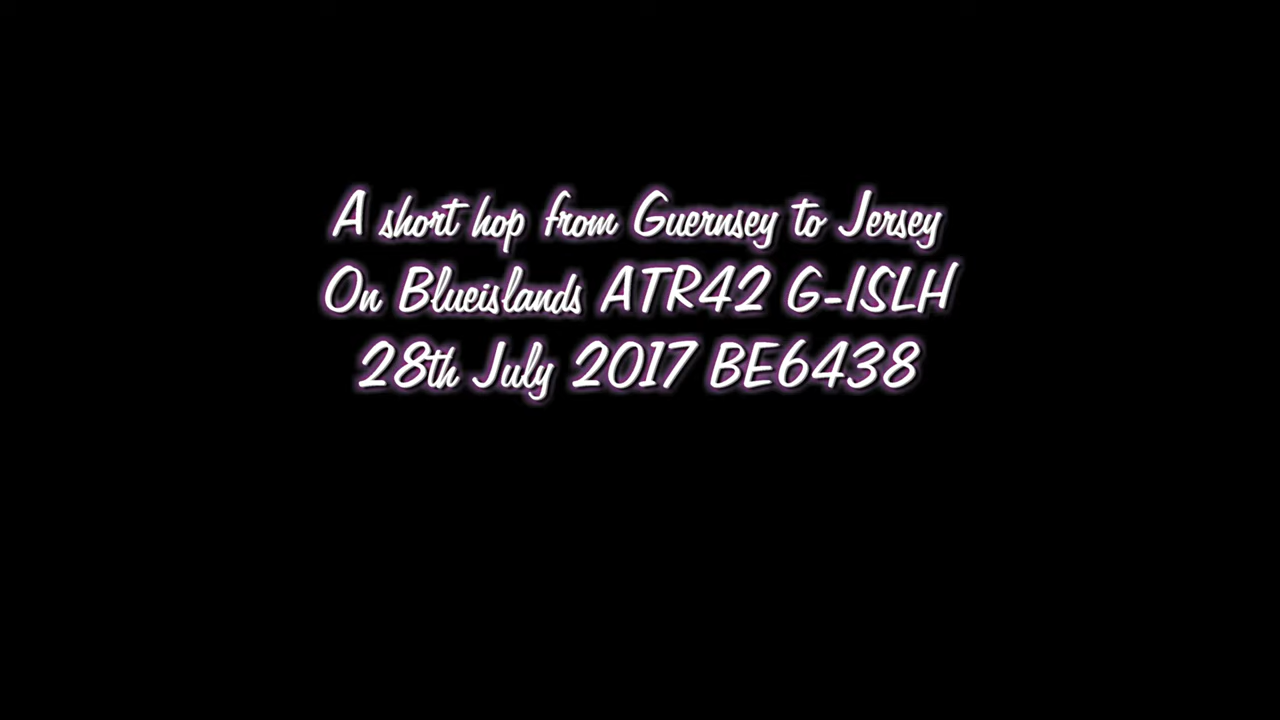 A short hop from Guernsey to Jersey
On Blueislands ATR42 G-ISLH
28th July 2017 BE6438